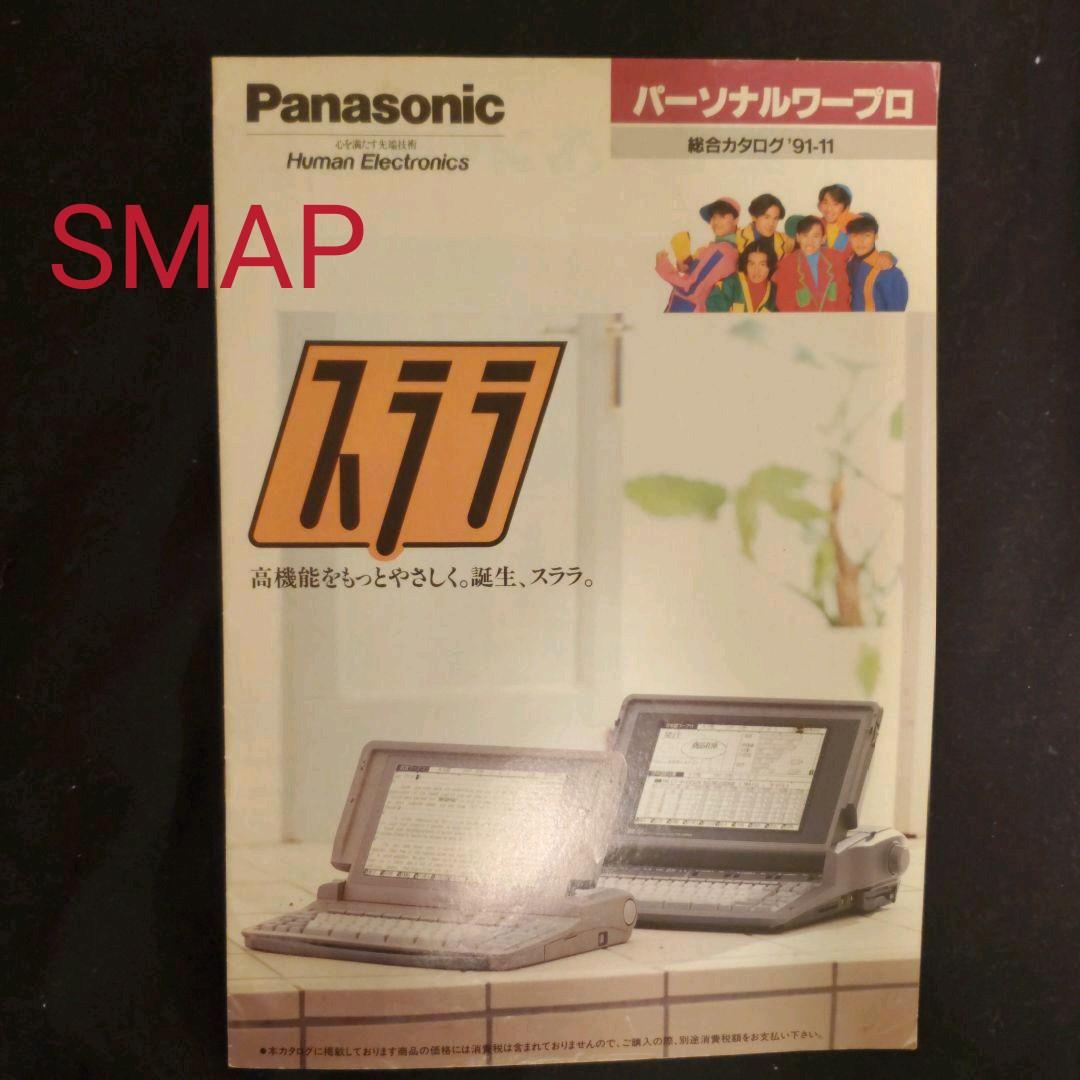 Panasonic
心を満たす先端技術
Human Electronics
パーソナルワープロ
総合カタログ '91-11
SMAP
スララ
高機能をもっとやさしく。誕生、スララ。
●本カタログに掲載しております商品の価格には消費税は含まれておりませんので、ご購入の際、別途消費税額をお支払い下さい。